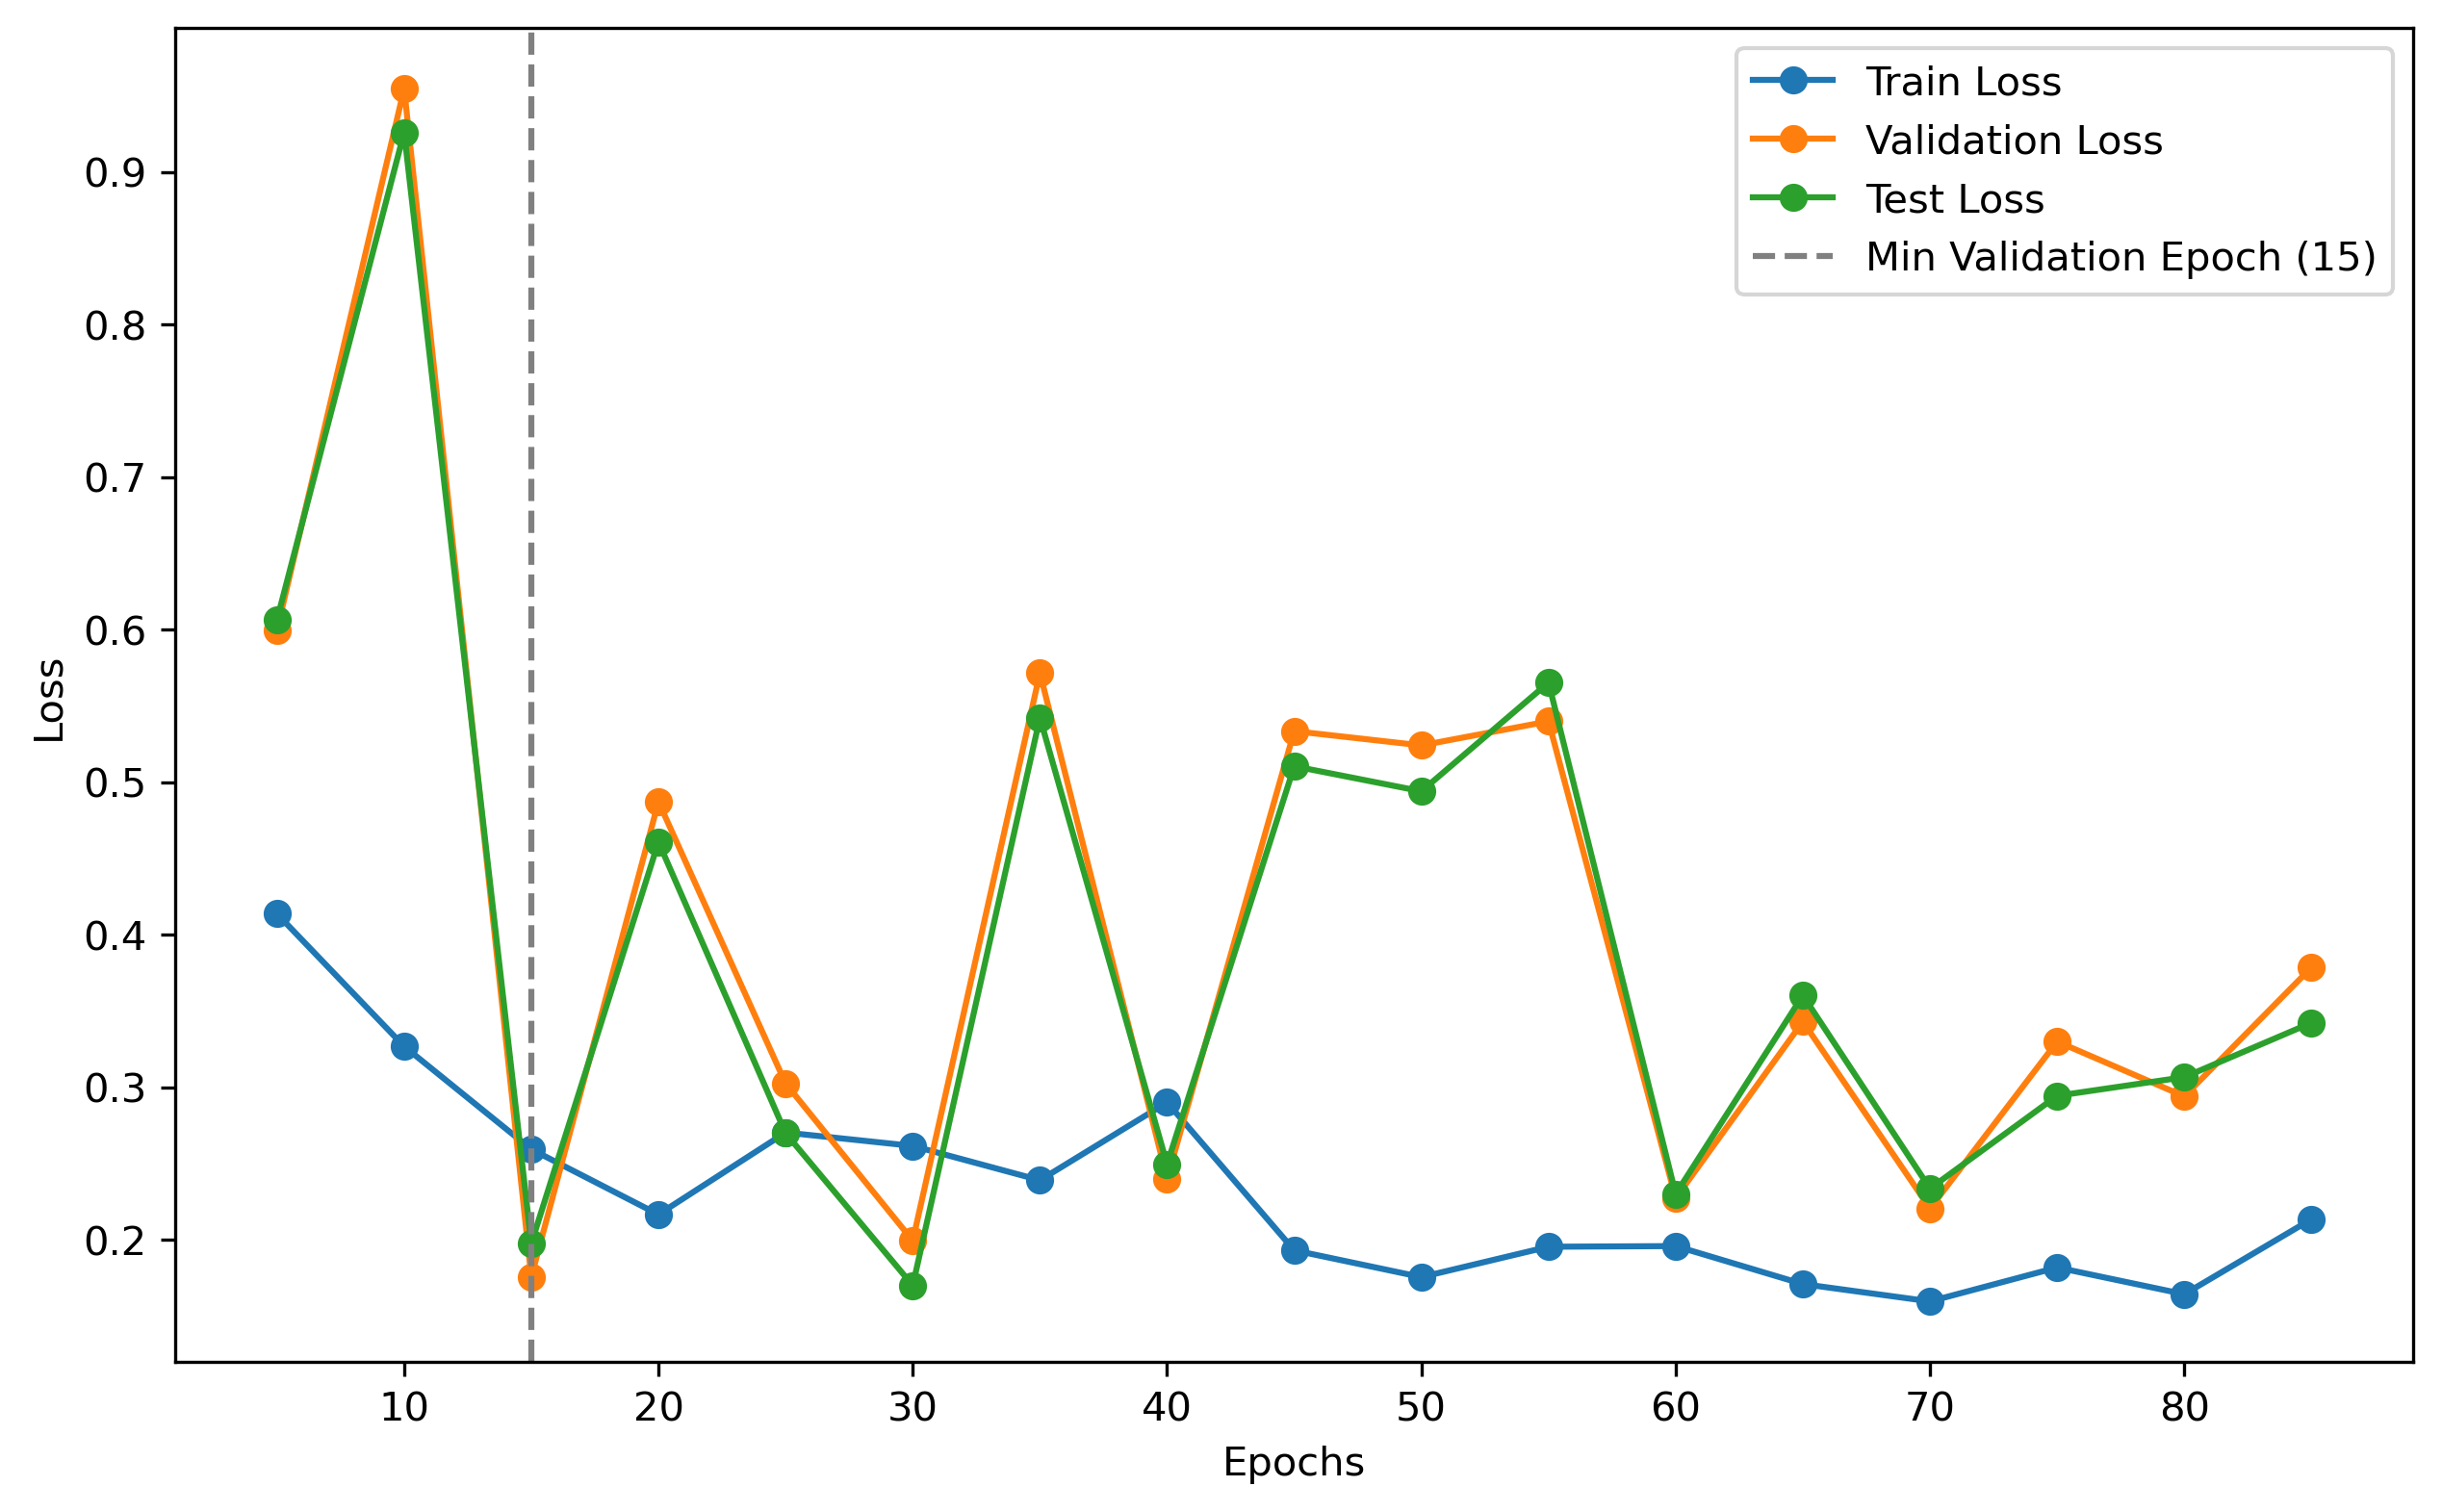 Train Loss
Validation Loss
Test Loss
Min Validation Epoch (15)
0.9
0.8
0.7
0.6
0.5
0.4
0.3
0.2
Loss
10 20 30 40 50 60 70 80
Epochs